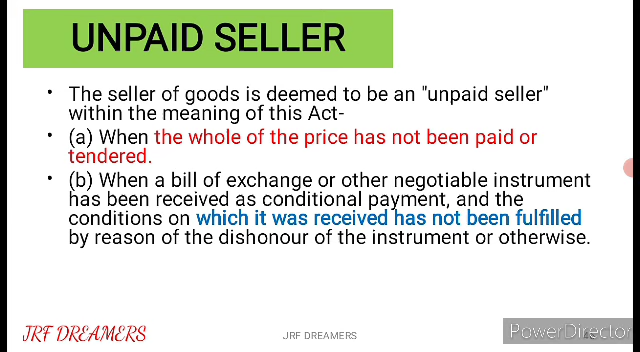 UNPAID SELLER
• The seller of goods is deemed to be an "unpaid seller"
within the meaning of this Act-
• (a) When the whole of the price has not been paid or
tendered.
• (b) When a bill of exchange or other negotiable instrument
has been received as conditional payment, and the
conditions on which it was received has not been fulfilled
by reason of the dishonour of the instrument or otherwise.
JRF DREAMERS
JRF DREAMERS
PowerDirector